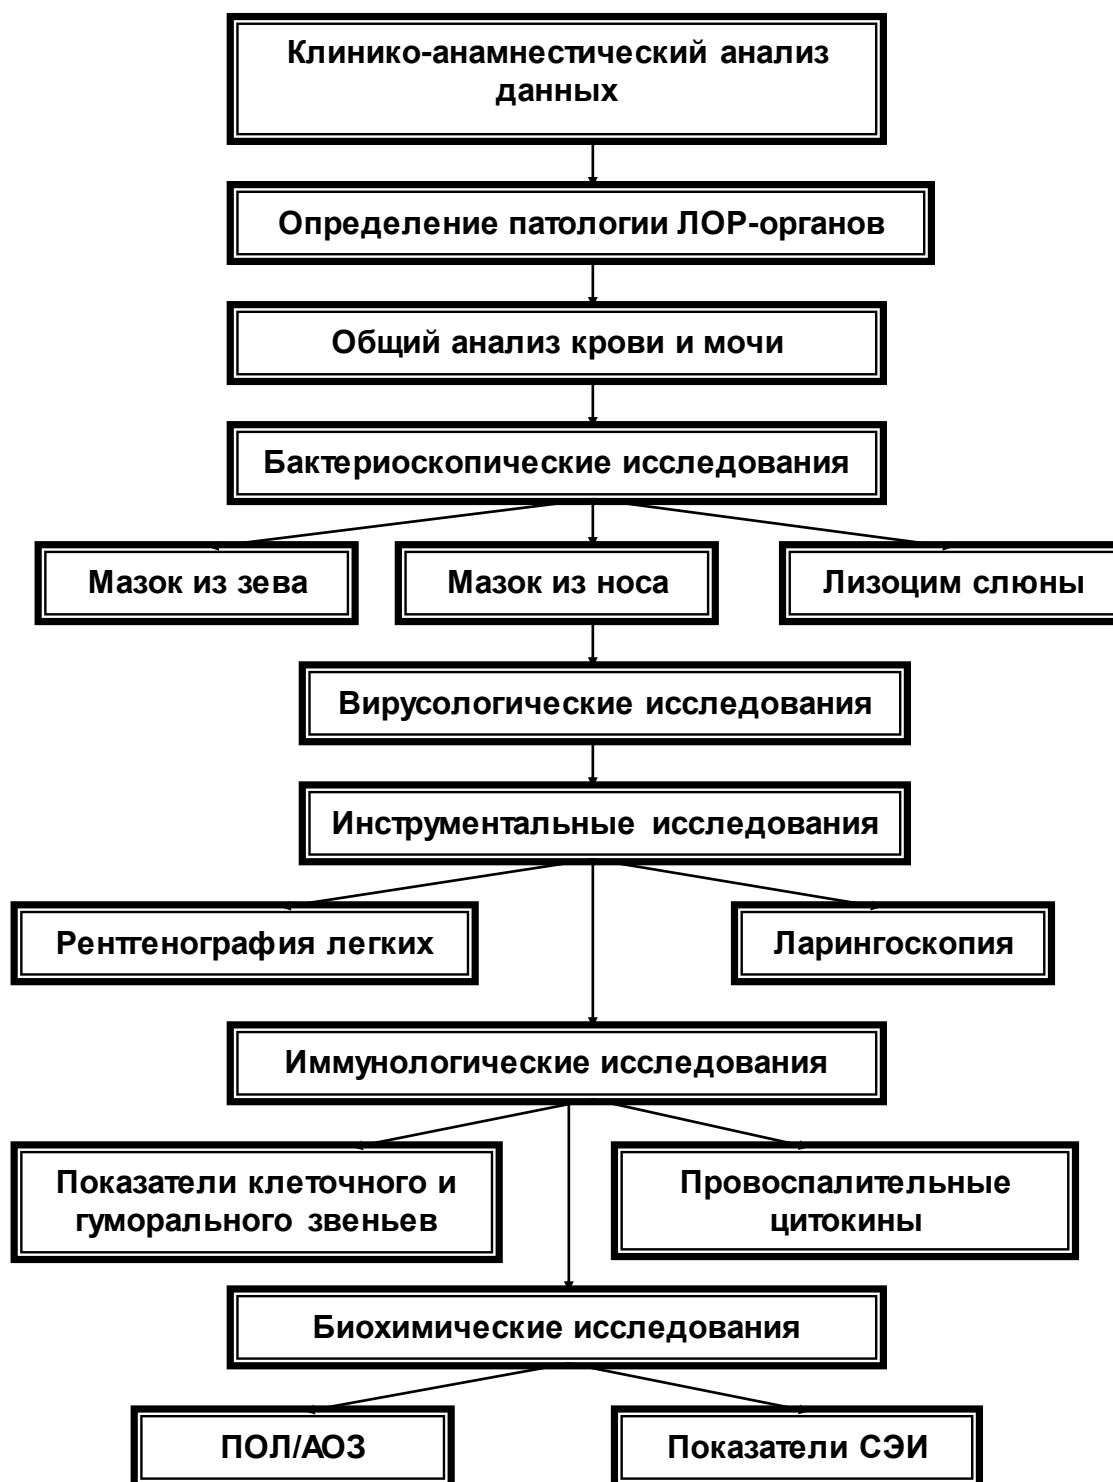 Клинико-анамнестический анализ
данных
Определение патологии ЛОР-органов
Общий анализ крови и мочи
Бактериоскопические исследования
Мазок из зева
Мазок из носа
Лизоцим слюны
Вирусологические исследования
Инструментальные исследования
Рентгенография легких
Ларингоскопия
Иммунологические исследования
Показатели клеточного и
гуморального звеньев
Провоспалительные
цитокины
Биохимические исследования
ПОЛ/АОЗ
Показатели СЭИ